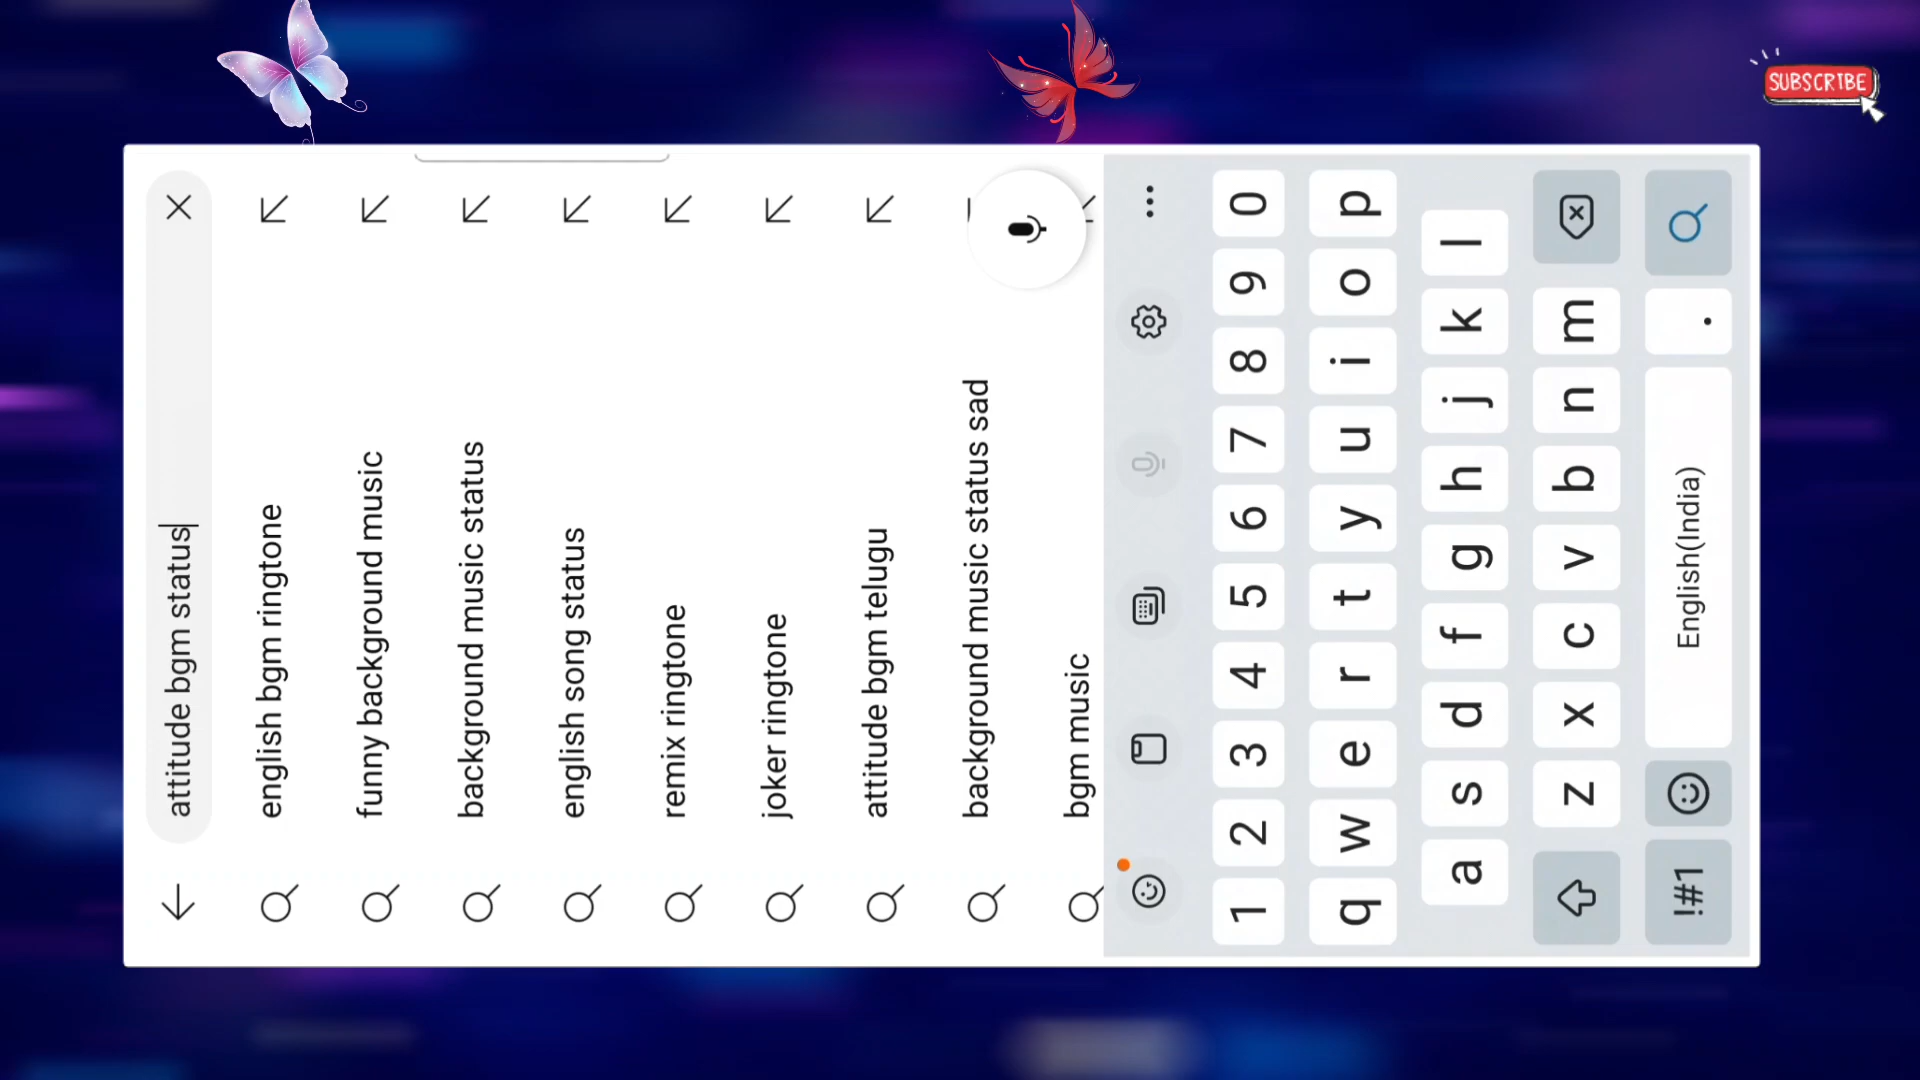 SUBSCRIBE
attitude bgm status
english bgm ringtone
funny background music
background music status
english song status
remix ringtone
joker ringtone
attitude bgm telugu
background music status sad
bgm music
1 2 3 4 5 6 7 8 9 0
q w e r t y u i o p
a s d f g h j k l
z x c v b n m
!#1 English(India) .